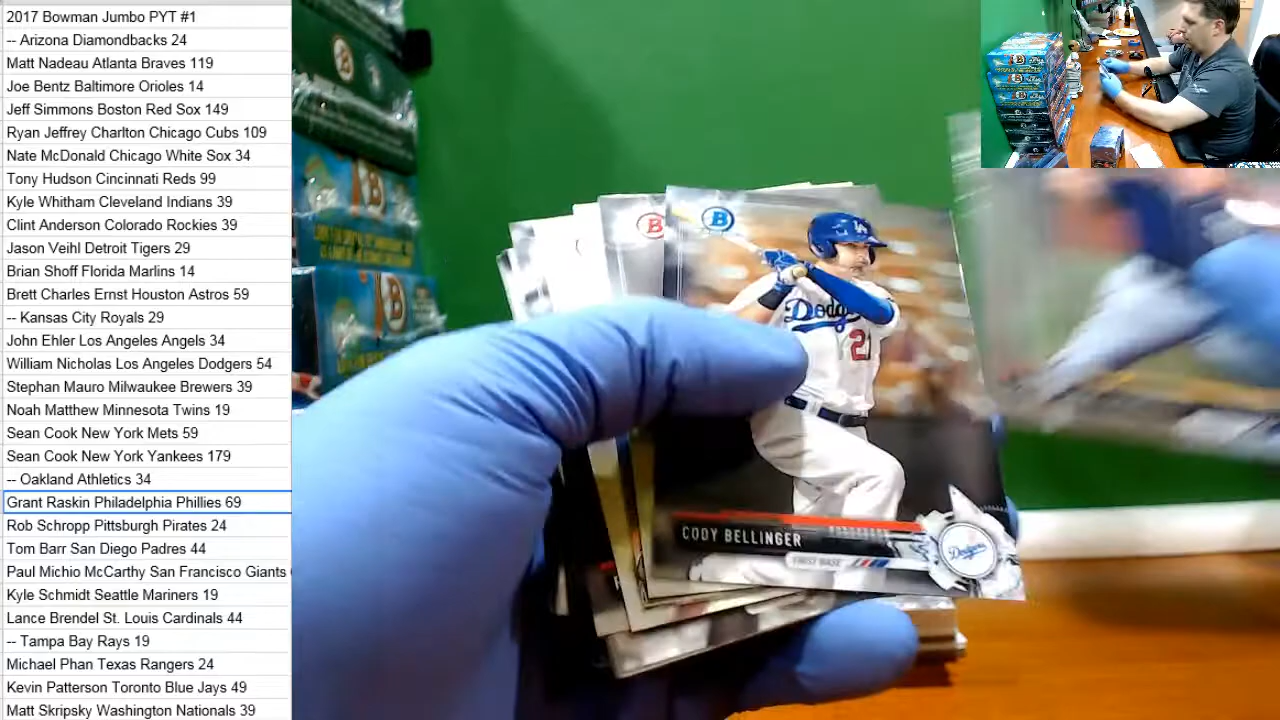 2017 Bowman Jumbo PYT #1
-- Arizona Diamondbacks 24
Matt Nadeau Atlanta Braves 119
Joe Bentz Baltimore Orioles 14
Jeff Simmons Boston Red Sox 149
Ryan Jeffrey Charlton Chicago Cubs 109
Nate McDonald Chicago White Sox 34
Tony Hudson Cincinnati Reds 99
Kyle Whitham Cleveland Indians 39
Clint Anderson Colorado Rockies 39
Jason Veihl Detroit Tigers 29
Brian Shoff Florida Marlins 14
Brett Charles Ernst Houston Astros 59
-- Kansas City Royals 29
John Ehler Los Angeles Angels 34
William Nicholas Los Angeles Dodgers 54
Stephan Mauro Milwaukee Brewers 39
Noah Matthew Minnesota Twins 19
Sean Cook New York Mets 59
Sean Cook New York Yankees 179
-- Oakland Athletics 34
Grant Raskin Philadelphia Phillies 69
Rob Schropp Pittsburgh Pirates 24
Tom Barr San Diego Padres 44
Paul Michio McCarthy San Francisco Giants
Kyle Schmidt Seattle Mariners 19
Lance Brendel St. Louis Cardinals 44
-- Tampa Bay Rays 19
Michael Phan Texas Rangers 24
Kevin Patterson Toronto Blue Jays 49
Matt Skripsky Washington Nationals 39
B
B
LA
Dodg
21
CODY BELLINGER
FIRST BASE
Dodgers